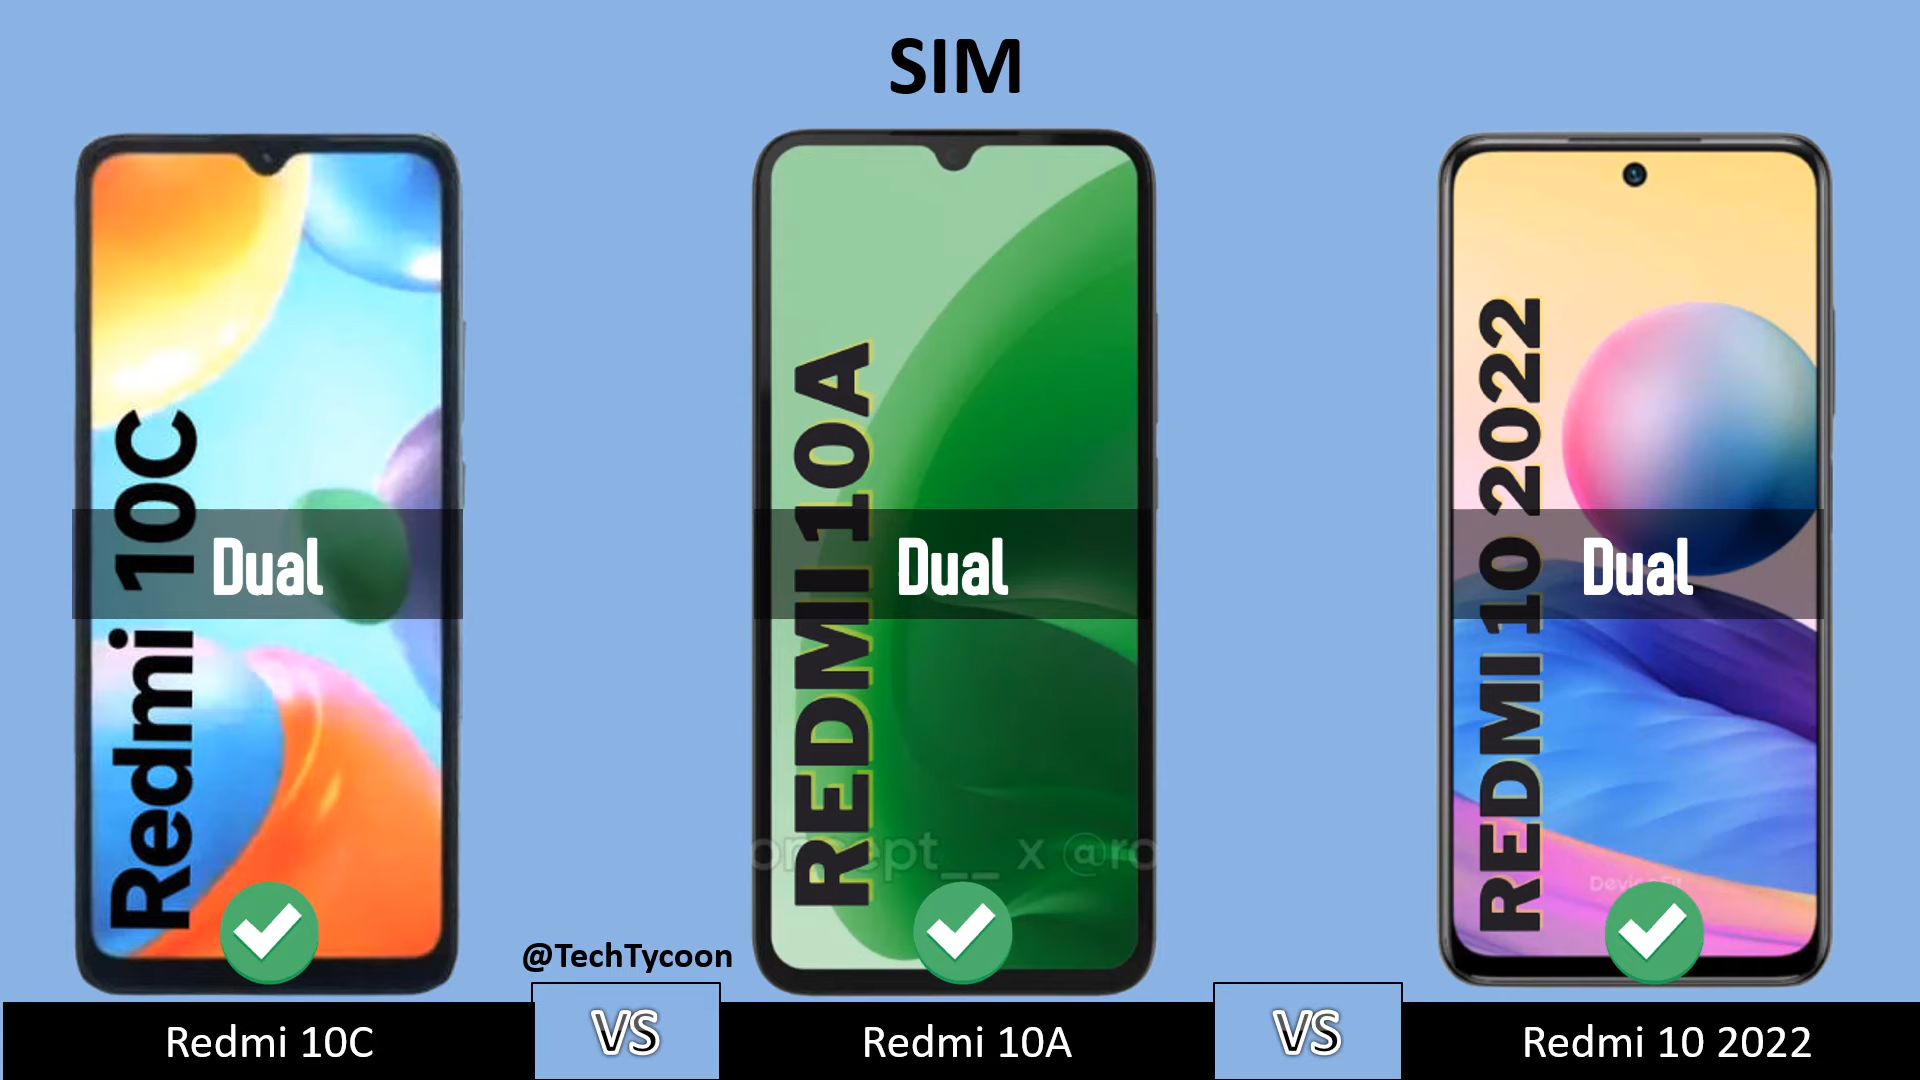 SIM
Redmi 10C
REDMI 10A
REDMI 10 2022
Dual
Dual
Dual
x
@TechTycoon
Redmi 10C
VS
Redmi 10A
VS
Redmi 10 2022